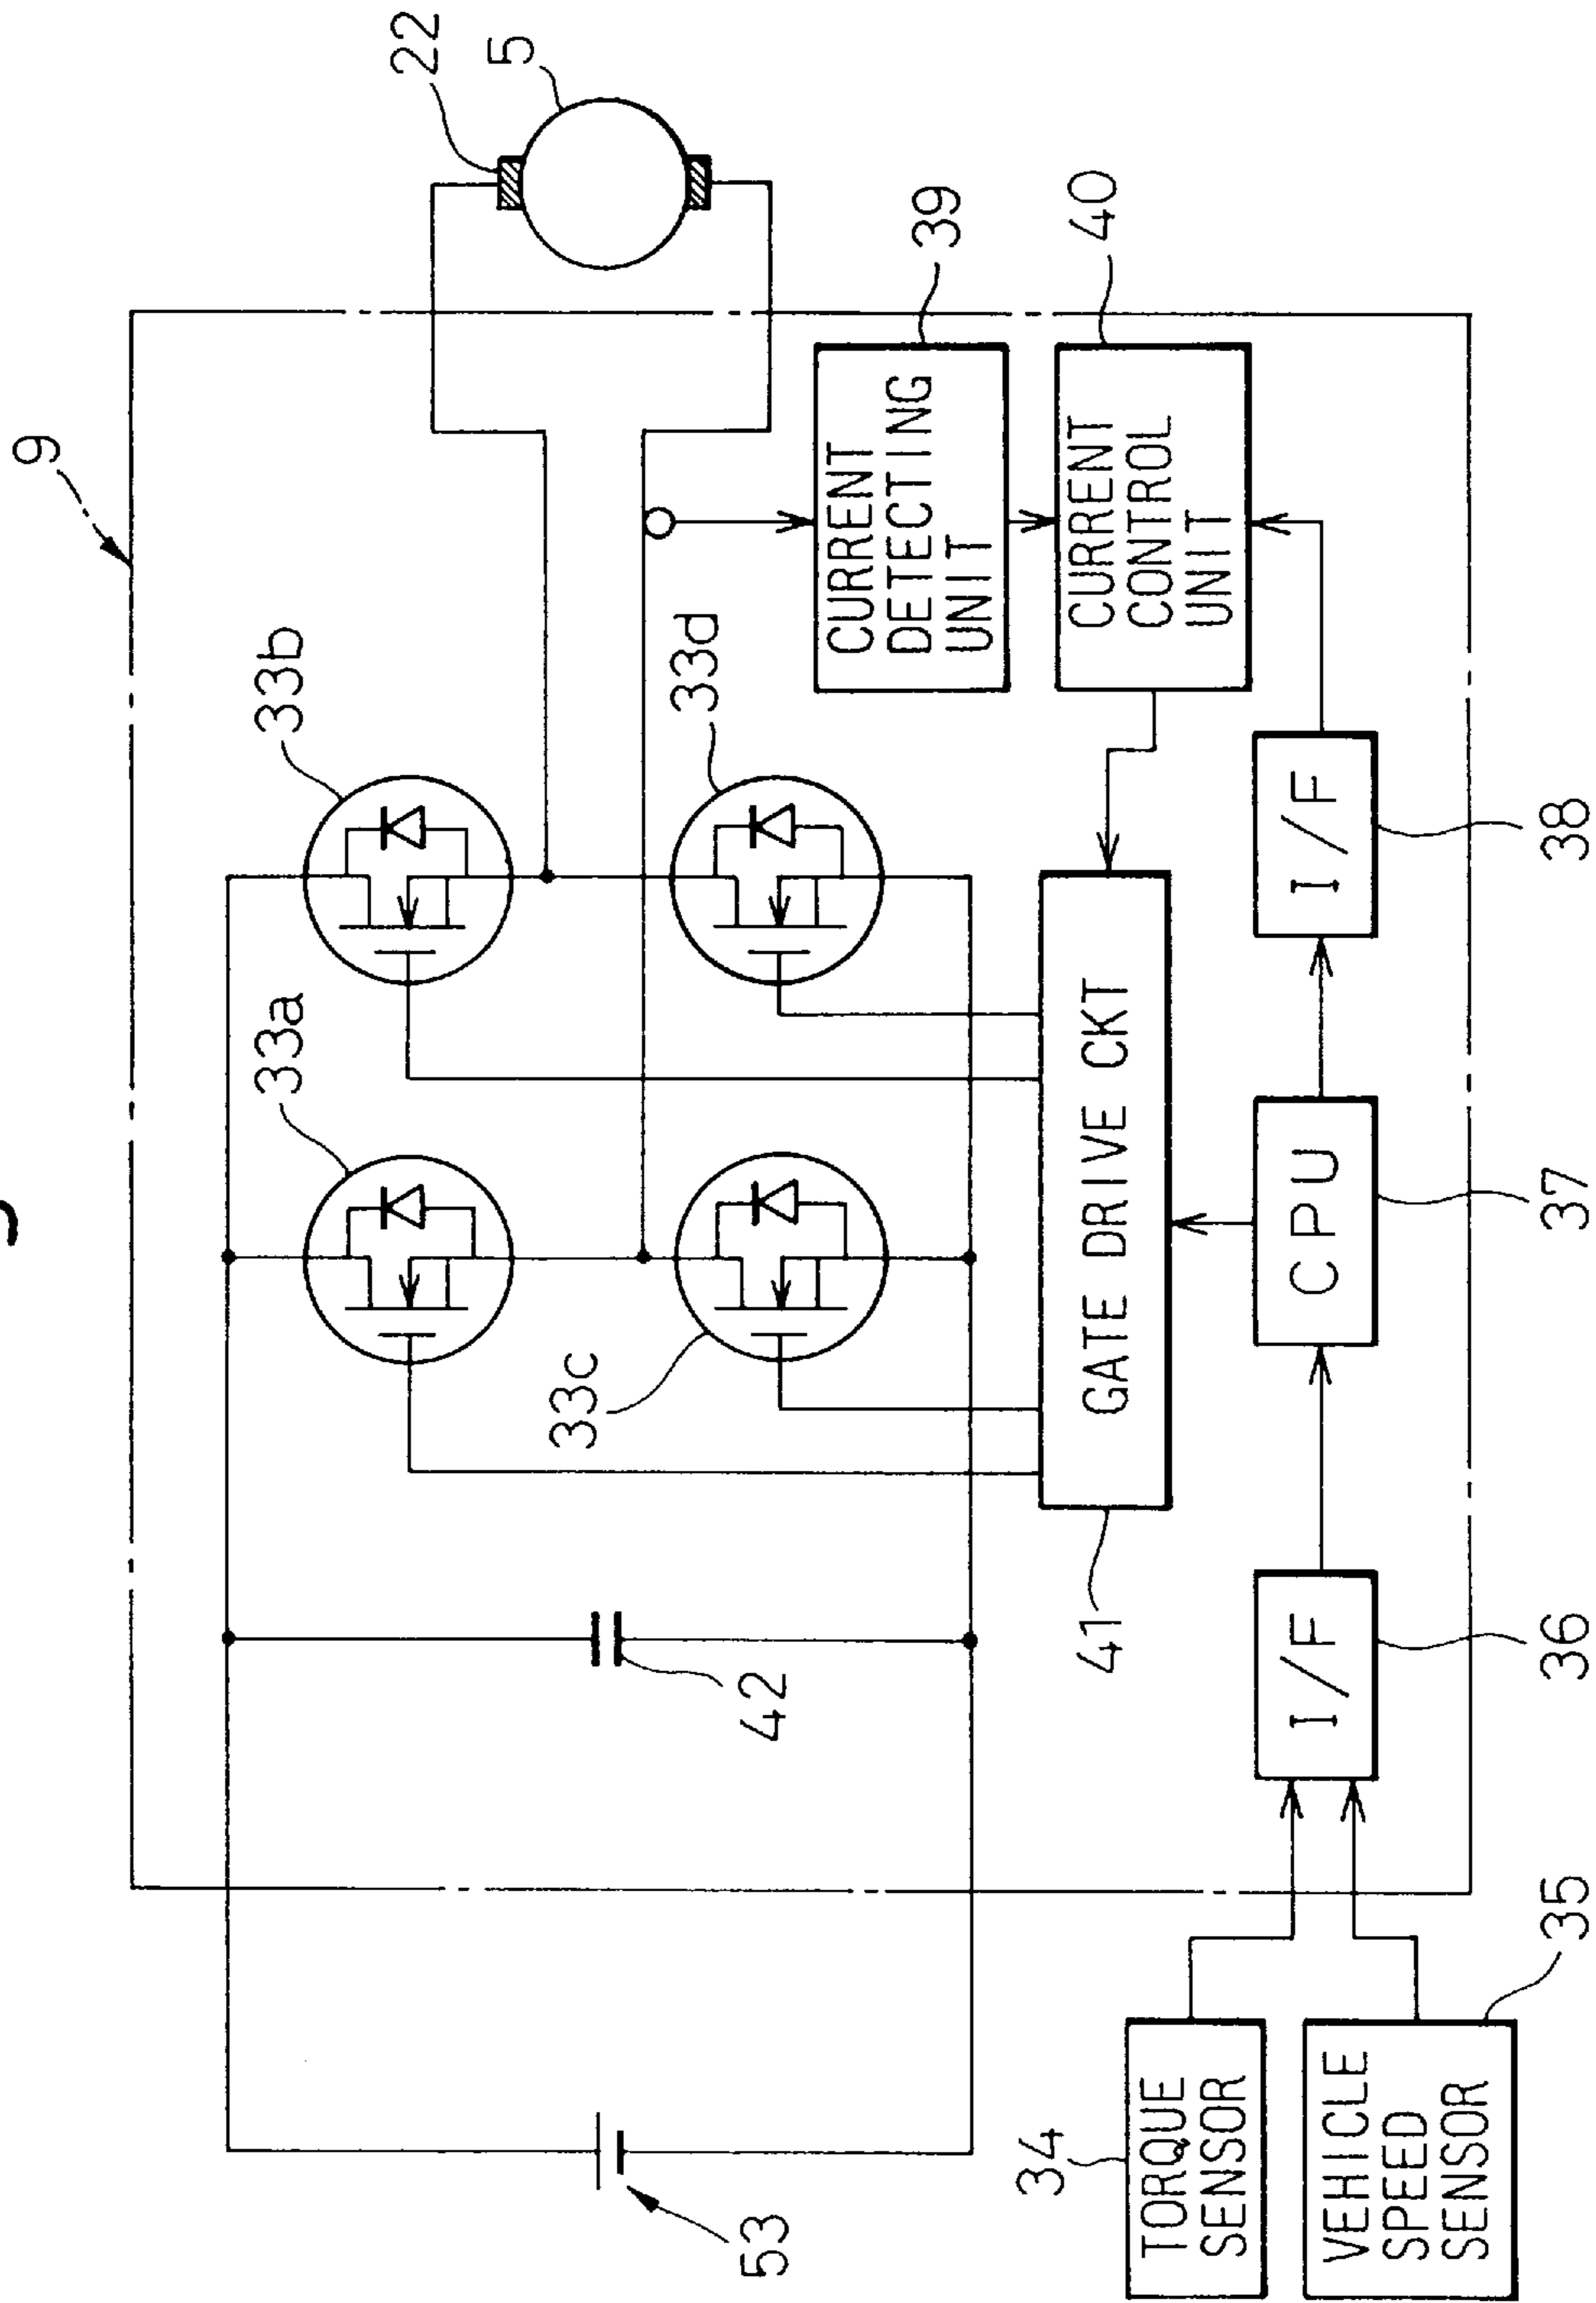 9
22
5
33b
33a
33d
33c
39
CURRENT
DETECTING
UNIT
40
CURRENT
CONTROL
UNIT
42
53
GATE DRIVE CKT
41
34
TORQUE
SENSOR
VEHICLE
SPEED
SENSOR
35
I/F
36
CPU
37
I/F
38